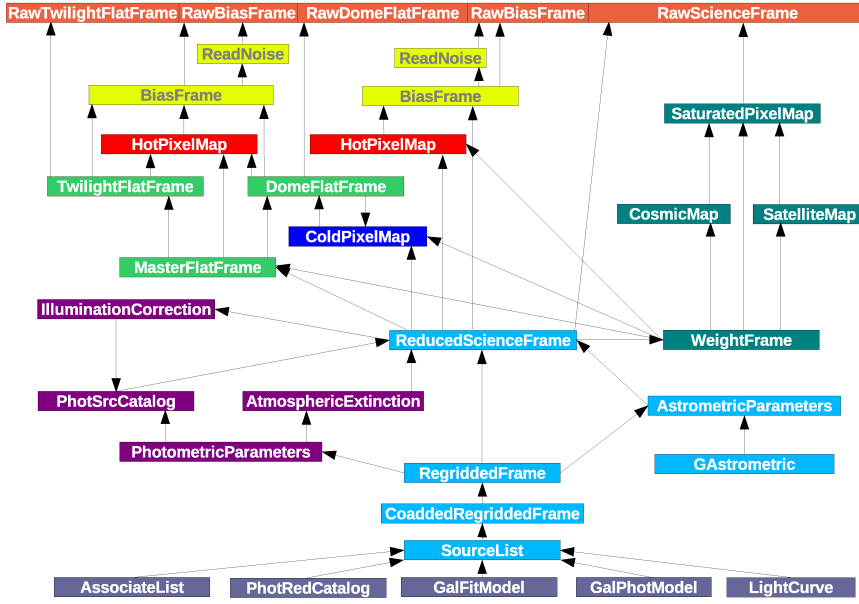 RawTwilightFlatFrame
RawBiasFrame
RawDomeFlatFrame
RawBiasFrame
RawScienceFrame
ReadNoise
ReadNoise
BiasFrame
BiasFrame
SaturatedPixelMap
HotPixelMap
HotPixelMap
TwilightFlatFrame
DomeFlatFrame
CosmicMap
SatelliteMap
ColdPixelMap
MasterFlatFrame
IlluminationCorrection
ReducedScienceFrame
WeightFrame
PhotSrcCatalog
AtmosphericExtinction
AstrometricParameters
PhotometricParameters
RegriddedFrame
GAstrometric
CoaddedRegriddedFrame
SourceList
AssociateList
PhotRedCatalog
GalFitModel
GalPhotModel
LightCurve